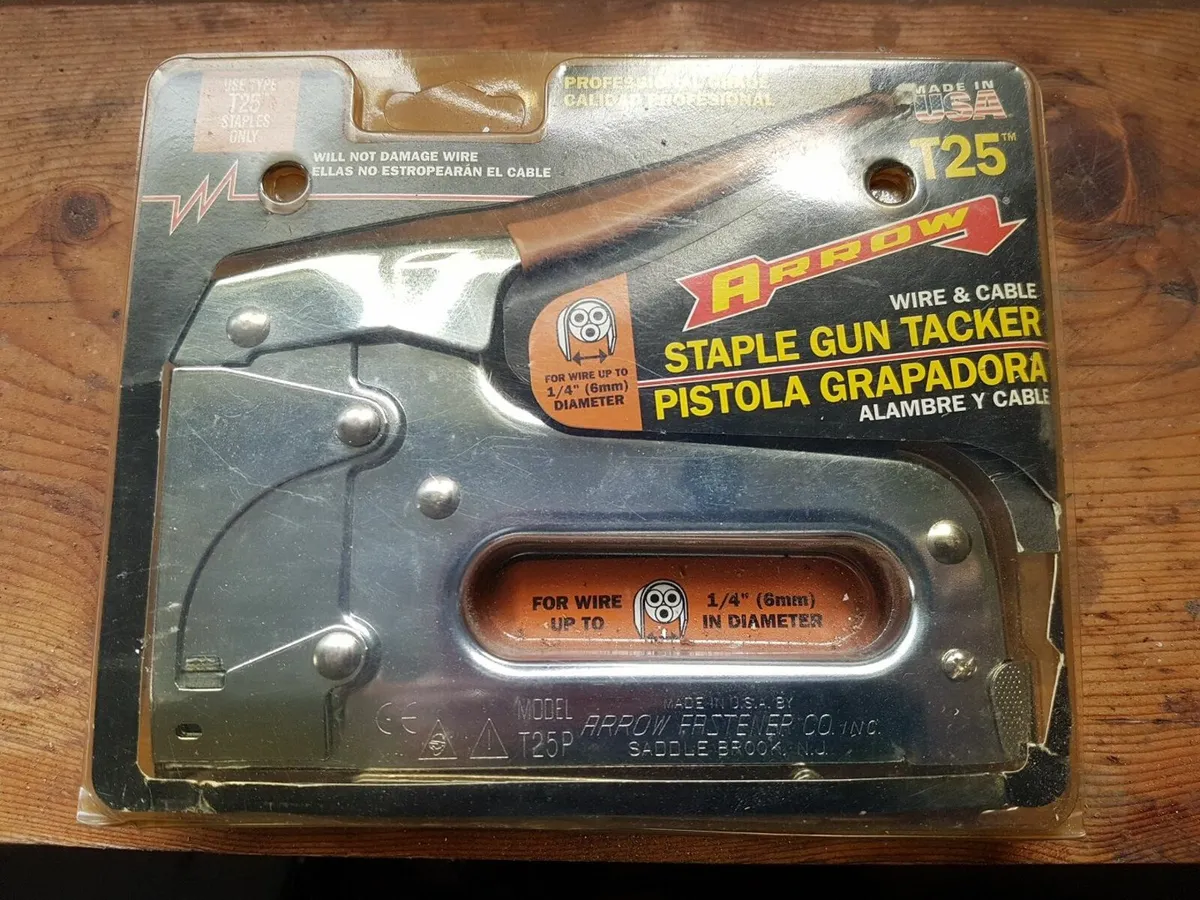 USE TYPE
T25
STAPLES
ONLY
PROFESSIONAL GRADE
CALIDAD PROFESIONAL
MADE IN
USA
T25™
WILL NOT DAMAGE WIRE
ELLAS NO ESTROPEARÁN EL CABLE
ARROW®
WIRE & CABLE
STAPLE GUN TACKER
PISTOLA GRAPADORA
ALAMBRE Y CABLE
FOR WIRE UP TO
1/4" (6mm)
DIAMETER
FOR WIRE
UP TO
1/4" (6mm)
IN DIAMETER
CE
MODEL
T25P
MADE IN U.S.A. BY
ARROW FASTENER CO. INC.
SADDLE BROOK, N.J.